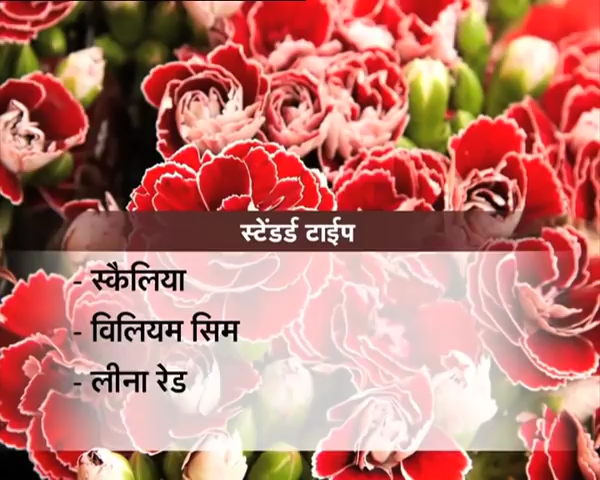 स्टेंडर्ड टाईप
- स्कैलिया
- विलियम सिम
- लीना रेड